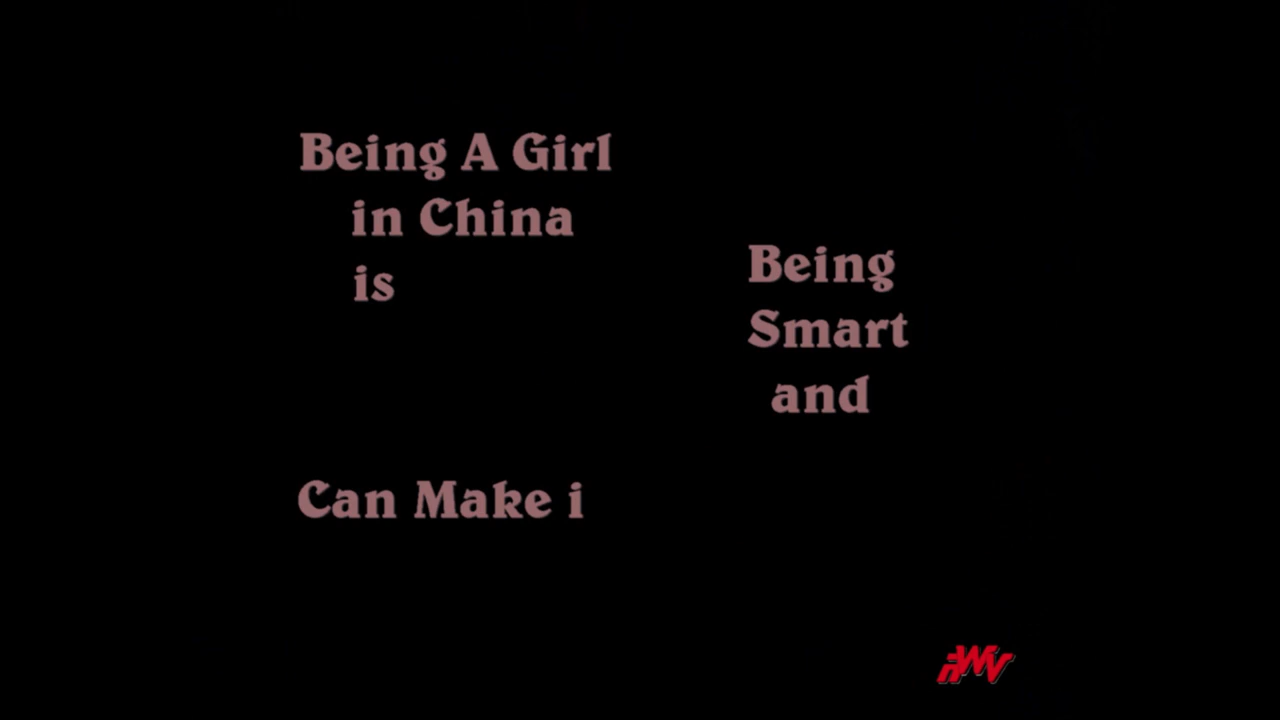 Being A Girl
in China
is
Being
Smart
and
Can Make i